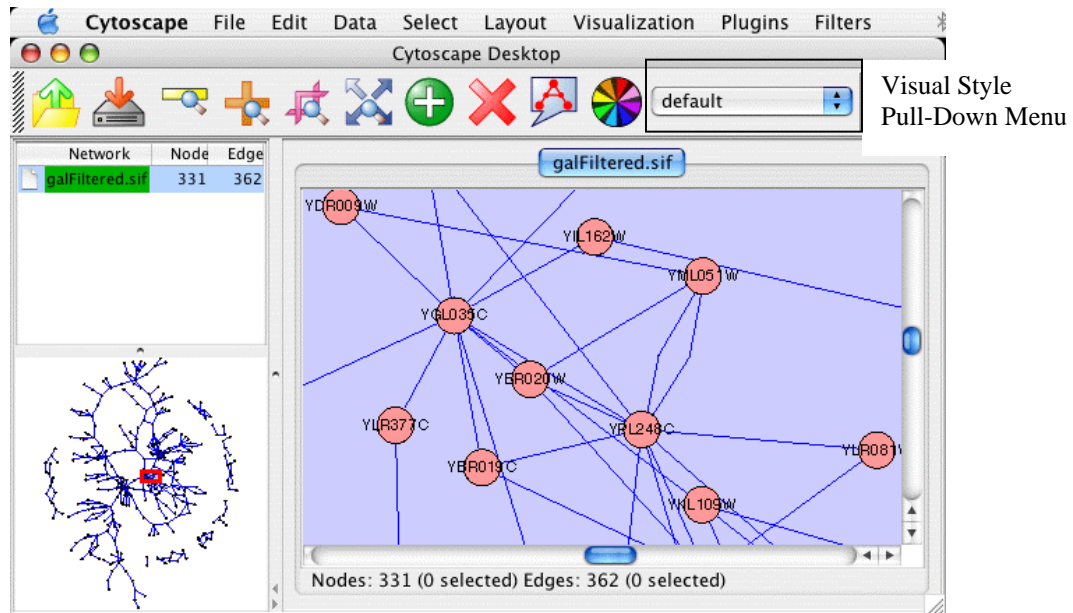 Cytoscape File Edit Data Select Layout Visualization Plugins Filters
Cytoscape Desktop
default
Visual Style
Pull-Down Menu
Network Node Edge
galFiltered.sif 331 362
galFiltered.sif
YDR009W
YIL162W
YML051W
YGL035C
YBR020W
YLR377C
YPL248C
YBR019C
YLR081
YKL109W
Nodes: 331 (0 selected) Edges: 362 (0 selected)